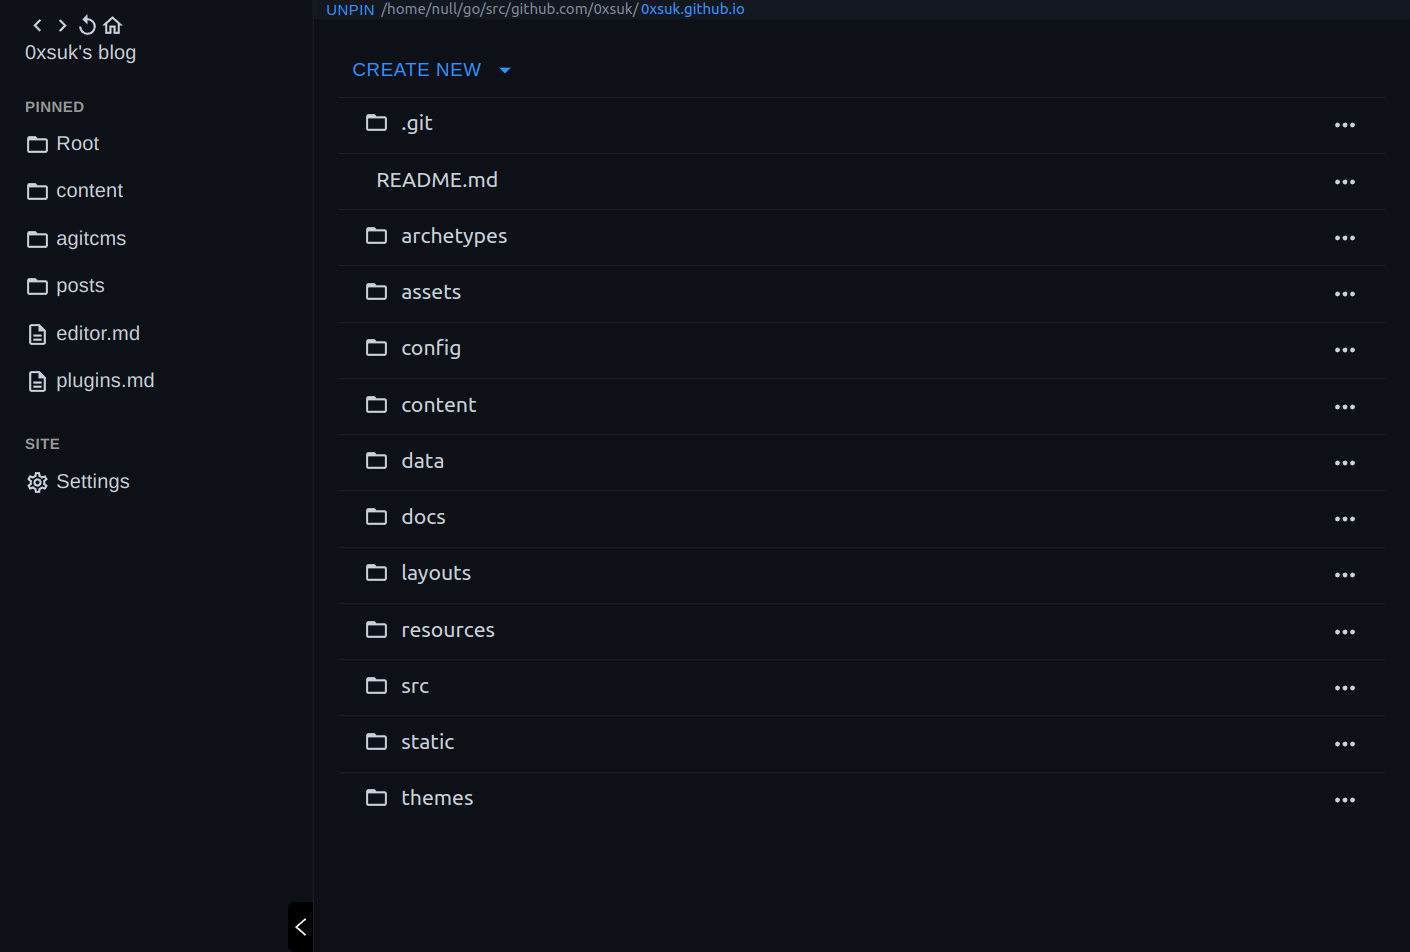 0xsuk's blog
PINNED
Root
content
agitcms
posts
editor.md
plugins.md
SITE
Settings
UNPIN /home/null/go/src/github.com/0xsuk/0xsuk.github.io
CREATE NEW
.git
README.md
archetypes
assets
config
content
data
docs
layouts
resources
src
static
themes